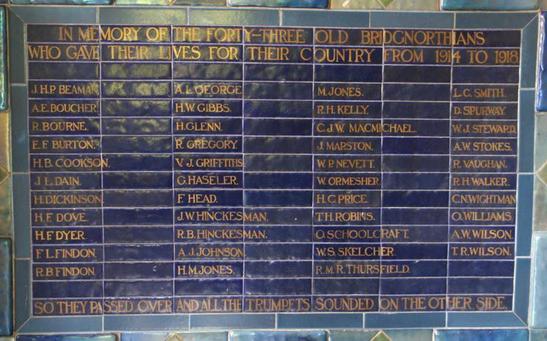 IN MEMORY OF THE FORTY-THREE OLD BRIDGNORTHIANS
WHO GAVE THEIR LIVES FOR THEIR COUNTRY FROM 1914 TO 1918
J.H.P BEAMAN. A.L. GEORGE. M. JONES. L.C. SMITH.
A.E. BOUCHER. H.W. GIBBS. R.H. KELLY. D. SPURWAY.
R. BOURNE. H. GLENN. C.J.W. MACMICHAEL. W.J. STEWARD.
E.F. BURTON. R. GREGORY. J. MARSTON. A.W. STOKES.
H.B. COOKSON. V.J. GRIFFITHS. W.P. NEVETT. R. VAUGHAN.
J.L. DAIN. G. HASELER. W. ORMESHER. R.H. WALKER.
H. DICKINSON. F. HEAD. H.C. PRICE. C.N. WIGHTMAN.
H.F. DOVE. J.W. HINCKESMAN. T.H. ROBINS. O. WILLIAMS.
H.F. DYER. R.B. HINCKESMAN. O. SCHOOLCRAFT. A.W. WILSON.
F.L. FINDON. A.J. JOHNSON. W.S. SKELCHER. T.R. WILSON.
R.B. FINDON. H.M. JONES. R.M.R. THURSFIELD.
SO THEY PASSED OVER AND ALL THE TRUMPETS SOUNDED ON THE OTHER SIDE.